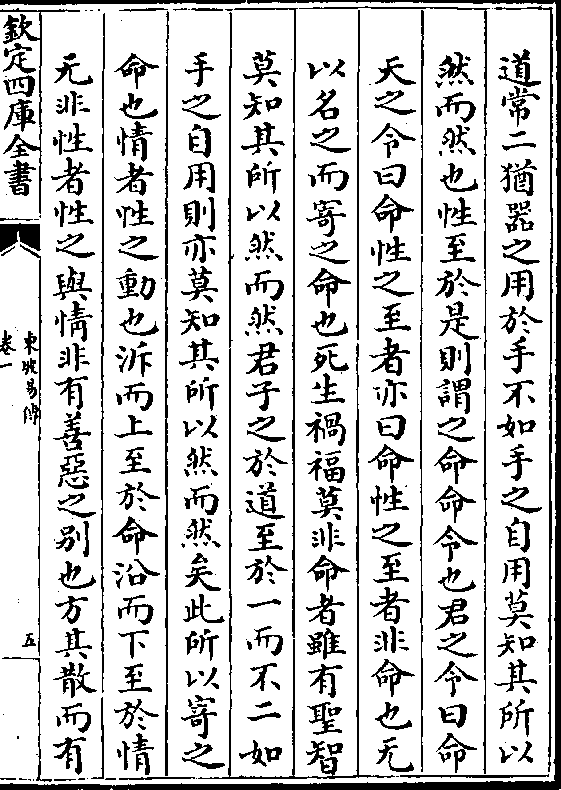 道常二猶器之用於手不如手之自用莫知其所以
然而然也性至於是則謂之命命令也君之令曰命
天之令曰命性之至者亦曰命性之至者非命也无
以名之而寄之命也死生禍福莫非命者雖有聖智
莫知其所以然而然君子之於道至於一而不二如
手之自用則亦莫知其所以然而然矣此所以寄之
命也情者性之動也泝而上至於命沿而下至於情
无非性者性之與情非有善惡之别也方其散而有
欽定四庫全書
東坡易傳
卷一
五